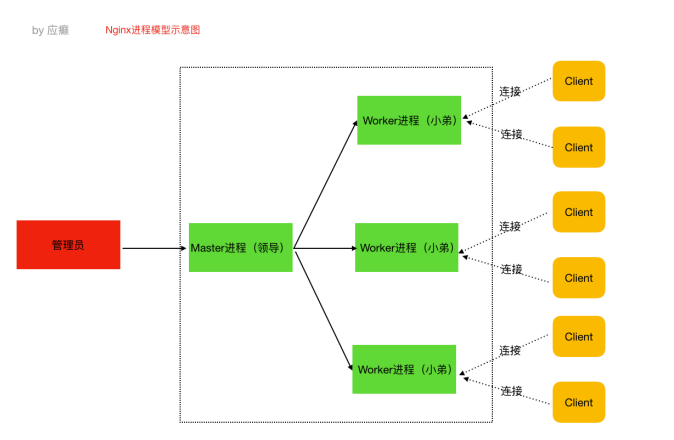 by 应癫
Nginx进程模型示意图
Client
连接
Worker进程（小弟）
连接
Client
Client
连接
管理员
Master进程（领导）
Worker进程（小弟）
连接
Client
Client
连接
Worker进程（小弟）
连接
Client